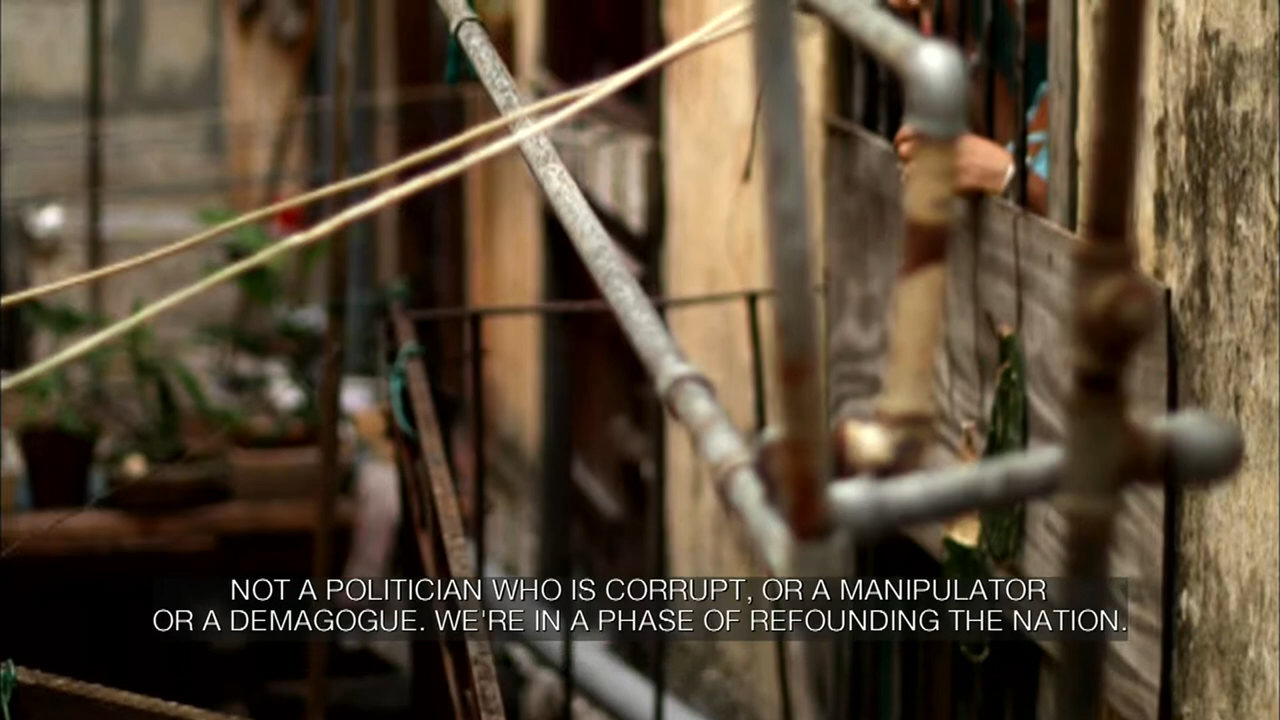 NOT A POLITICIAN WHO IS CORRUPT, OR A MANIPULATOR
OR A DEMAGOGUE. WE'RE IN A PHASE OF REFOUNDING THE NATION.